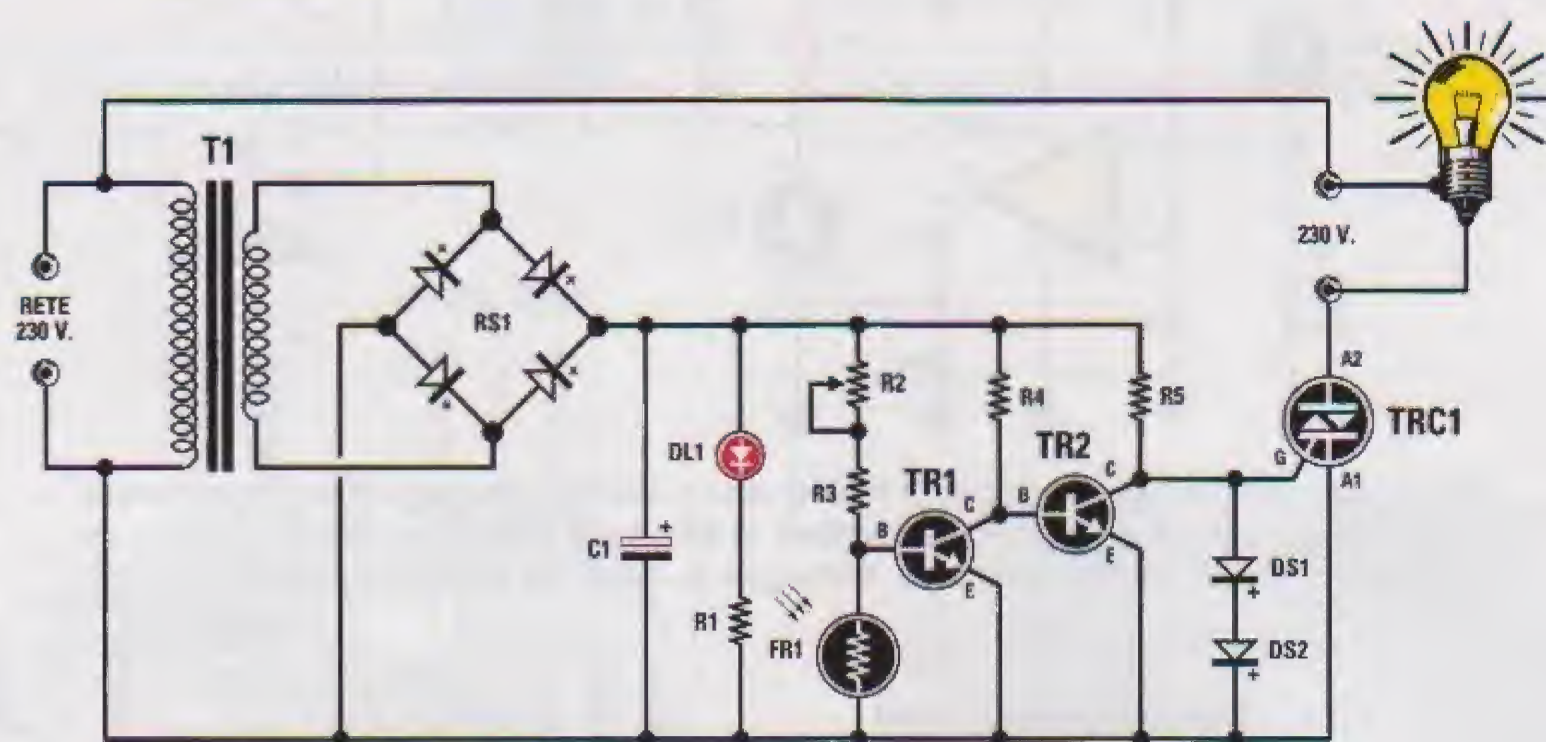 T1
RETE
230 V.
RS1
230 V.
A2
TRC1
G
A1
R2
R4
R5
DL1
R3
TR1
TR2
C
B
C
B
E
E
C1
+
R1
FR1
DS1
+
DS2
+